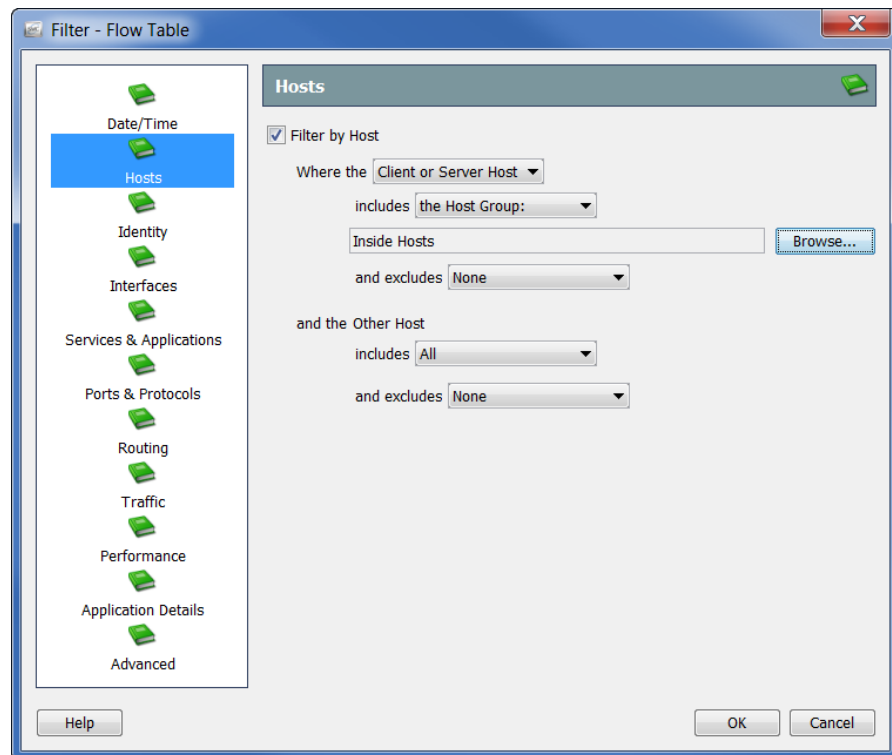 Filter - Flow Table
Date/Time
Hosts
Identity
Interfaces
Services & Applications
Ports & Protocols
Routing
Traffic
Performance
Application Details
Advanced
Hosts
Filter by Host
Where the Client or Server Host
includes the Host Group:
Inside Hosts Browse...
and excludes None
and the Other Host
includes All
and excludes None
Help OK Cancel